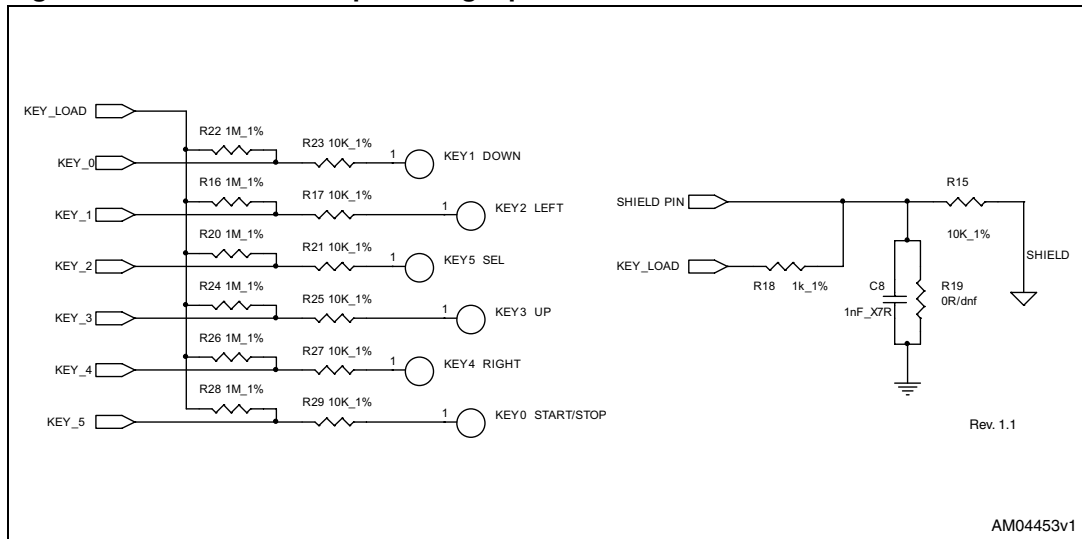 KEY_LOAD
R22 1M_1%
R23 10K_1%
KEY_0
1
KEY1 DOWN
R16 1M_1%
R17 10K_1%
KEY_1
1
KEY2 LEFT
R20 1M_1%
R21 10K_1%
KEY_2
1
KEY5 SEL
R24 1M_1%
R25 10K_1%
KEY_3
1
KEY3 UP
R26 1M_1%
R27 10K_1%
KEY_4
1
KEY4 RIGHT
R28 1M_1%
R29 10K_1%
KEY_5
1
KEY0 START/STOP
SHIELD PIN
R15
10K_1%
KEY_LOAD
R18 1k_1%
SHIELD
C8
1nF_X7R
R19
0R/dnf
Rev. 1.1
AM04453v1